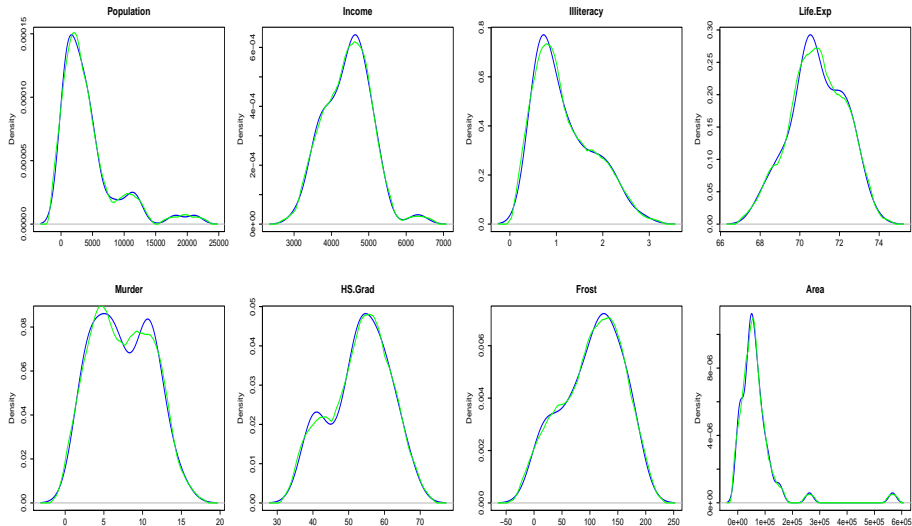 Population
Density
0.00000
0.00005
0.00010
0.00015
0
5000
10000
15000
20000
25000
Income
Density
0e+00
2e-04
4e-04
6e-04
3000
4000
5000
6000
7000
Illiteracy
Density
0.0
0.2
0.4
0.6
0.8
0
1
2
3
Life.Exp
Density
0.00
0.05
0.10
0.15
0.20
0.25
0.30
66
68
70
72
74
Murder
Density
0.00
0.02
0.04
0.06
0.08
0
5
10
15
20
HS.Grad
Density
0.00
0.01
0.02
0.03
0.04
0.05
30
40
50
60
70
Frost
Density
0.000
0.002
0.004
0.006
−50
0
50
100
150
200
250
Area
Density
0e+00
4e−06
8e−06
0e+00
1e+05
2e+05
3e+05
4e+05
5e+05
6e+05